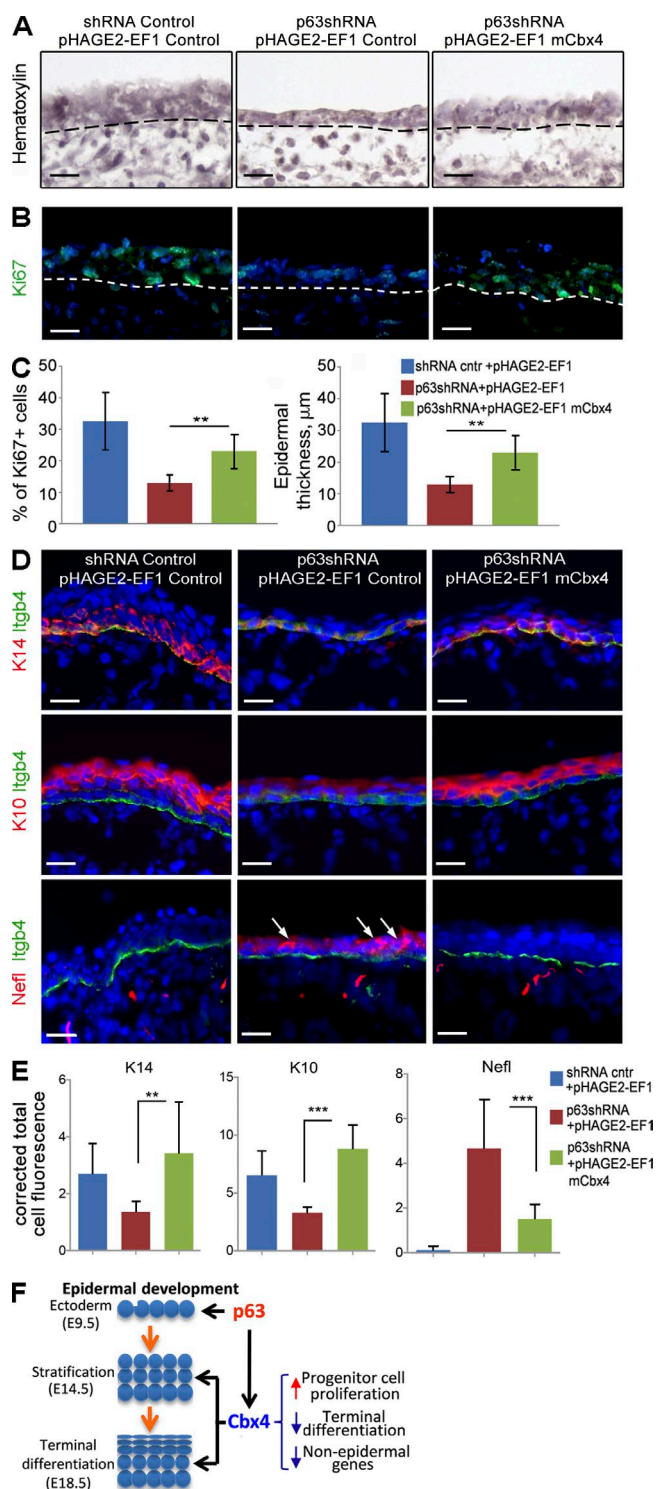 A
shRNA Control
pHAGE2-EF1 Control
p63shRNA
pHAGE2-EF1 Control
p63shRNA
pHAGE2-EF1 mCbx4
Hematoxylin
B
Ki67
C
% of Ki67+ cells
50
40
30
20
10
0
Epidermal
thickness, μm
50
40
30
20
10
0
**
**
shRNA cntr +pHAGE2-EF1
p63shRNA+pHAGE2-EF1
p63shRNA+pHAGE2-EF1 mCbx4
D
shRNA Control
pHAGE2-EF1 Control
p63shRNA
pHAGE2-EF1 Control
p63shRNA
pHAGE2-EF1 mCbx4
K14 Itgb4
K10 Itgb4
Nefl Itgb4
E
corrected total
cell fluorescence
K14
6
4
2
0
**
K10
15
10
5
0
***
Nefl
8
6
4
2
0
***
shRNA cntr
+pHAGE2-EF1
p63shRNA
+pHAGE2-EF1
p63shRNA
+pHAGE2-EF1
mCbx4
F
Epidermal development
Ectoderm
(E9.5)
p63
Stratification
(E14.5)
Cbx4
Progenitor cell
proliferation
Terminal
differentiation
Non-epidermal
genes
Terminal
differentiation
(E18.5)